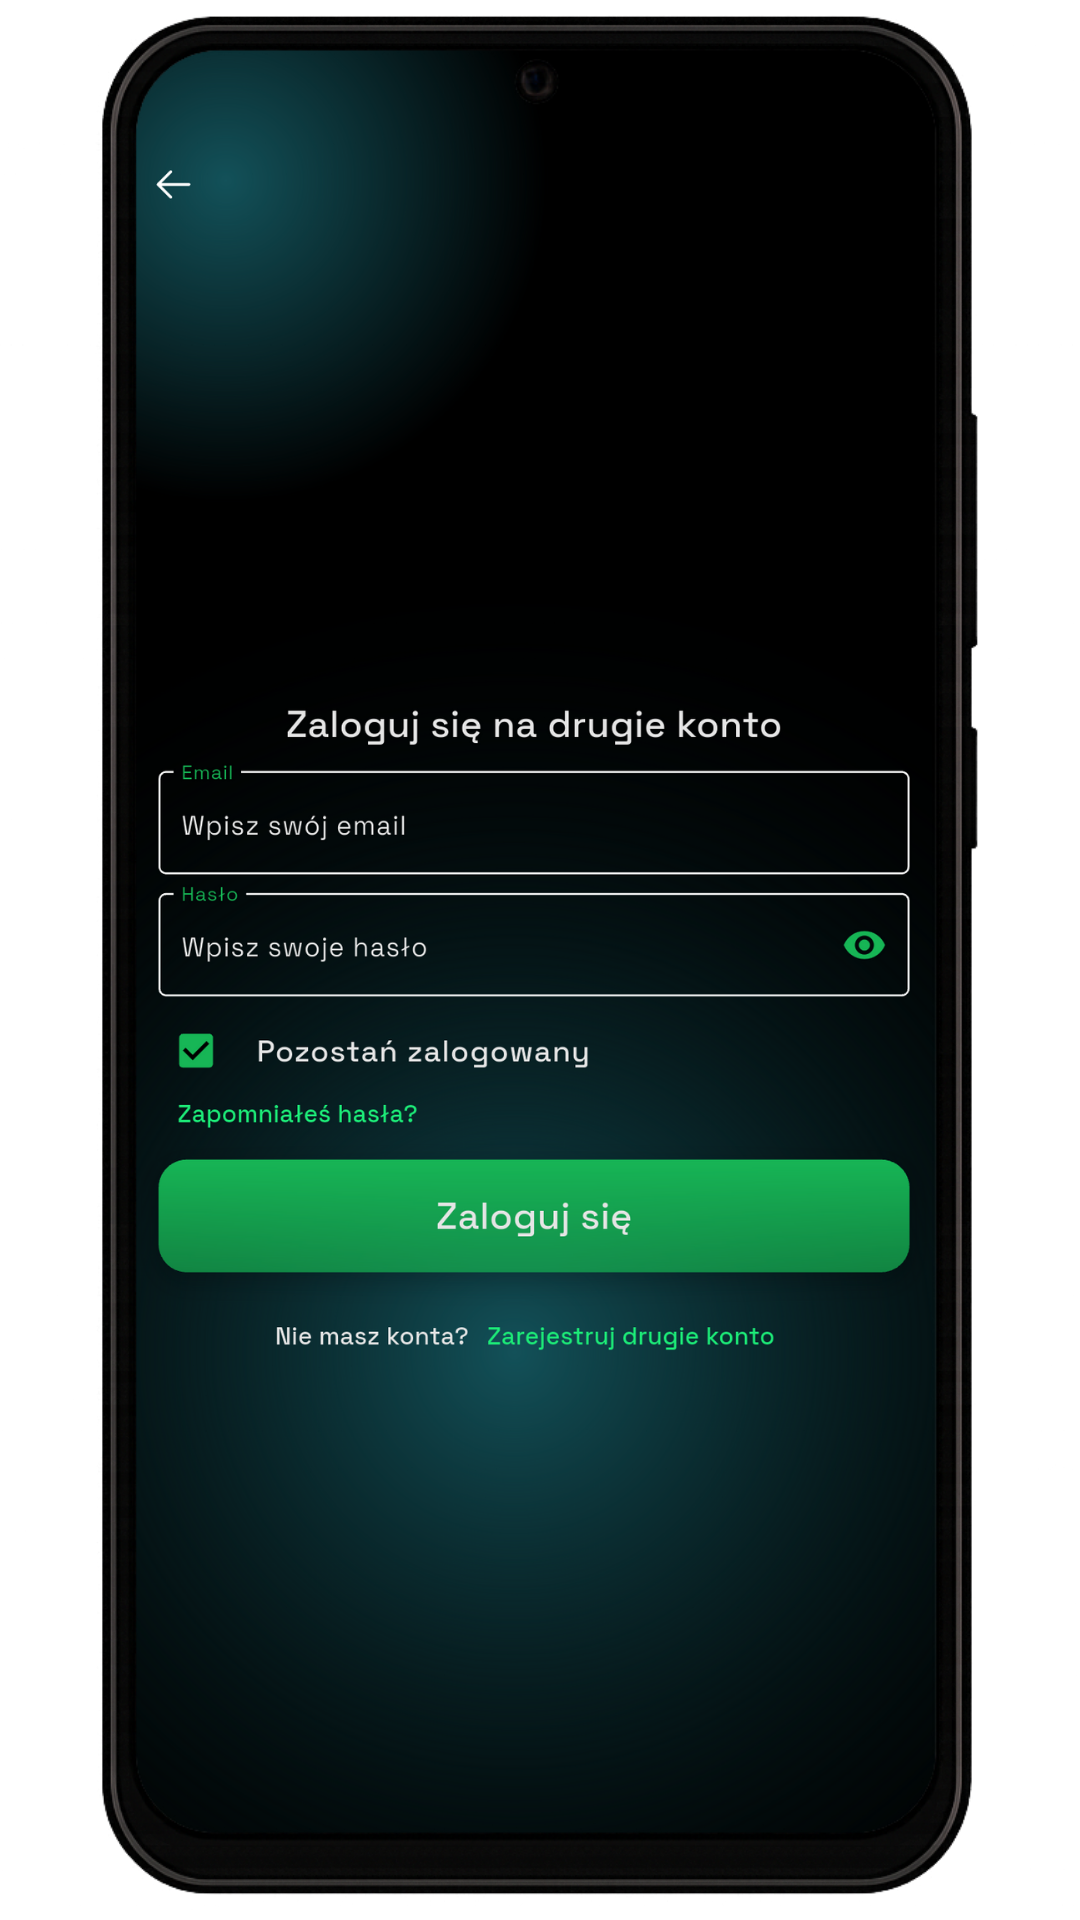 Zaloguj się na drugie konto
Email
Wpisz swój email
Hasło
Wpisz swoje hasło
Pozostań zalogowany
Zapomniałeś hasła?
Zaloguj się
Nie masz konta? Zarejestruj drugie konto